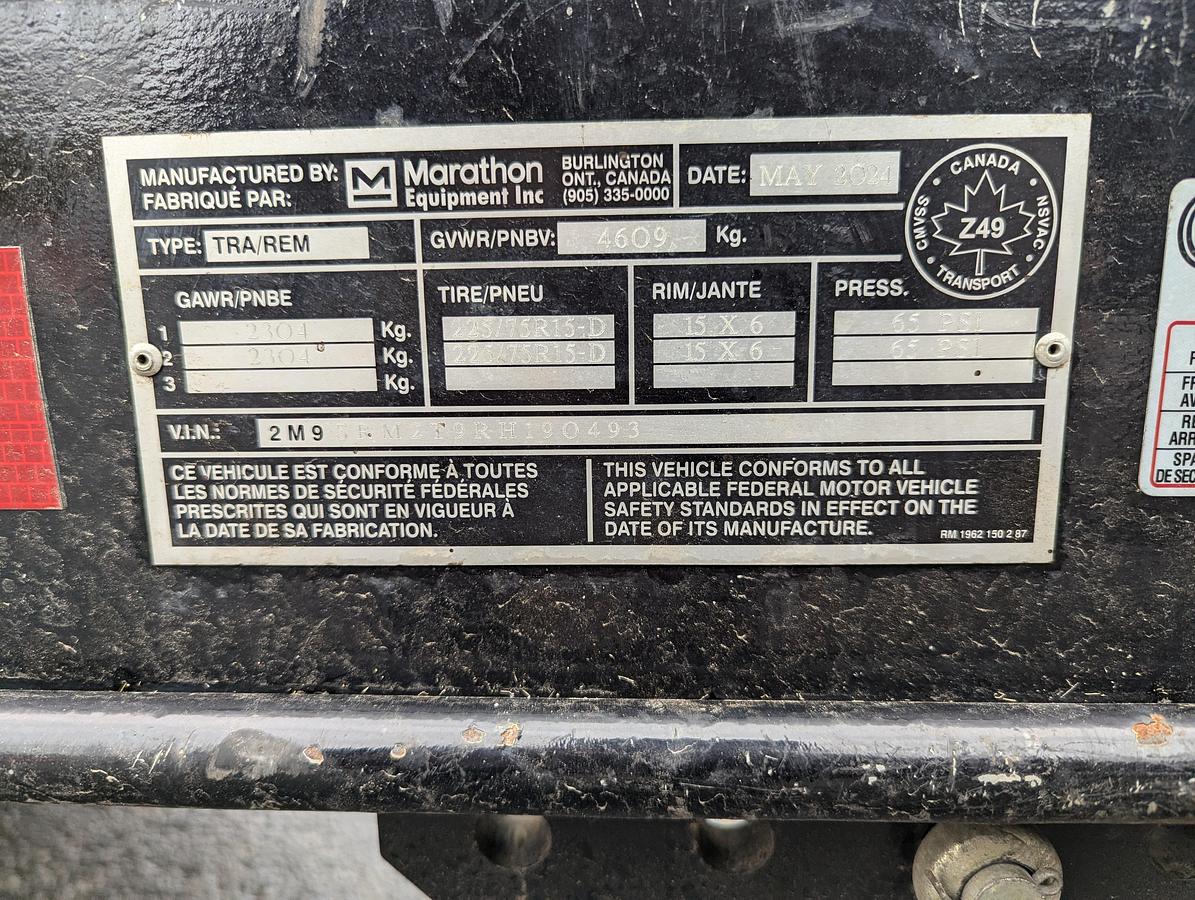 MANUFACTURED BY:
FABRIQUÉ PAR:
Marathon
Equipment Inc
BURLINGTON
ONT., CANADA
(905) 335-0000
DATE: MAY 2024
CANADA
CMVSS Z49 NSVAC
TRANSPORT
TYPE: TRA/REM
GVWR/PNBV: 4609 Kg.
GAWR/PNBE TIRE/PNEU RIM/JANTE PRESS.
1 2304 Kg. 225/75R15-D 15 X 6 65 PSI
2 2304 Kg. 225/75R15-D 15 X 6 65 PSI
3 Kg.
V.I.N.: 2M9
CE VEHICULE EST CONFORME À TOUTES
LES NORMES DE SÉCURITÉ FÉDÉRALES
PRESCRITES QUI SONT EN VIGUEUR À
LA DATE DE SA FABRICATION.
THIS VEHICLE CONFORMS TO ALL
APPLICABLE FEDERAL MOTOR VEHICLE
SAFETY STANDARDS IN EFFECT ON THE
DATE OF ITS MANUFACTURE.
RM 1962 150 2 87